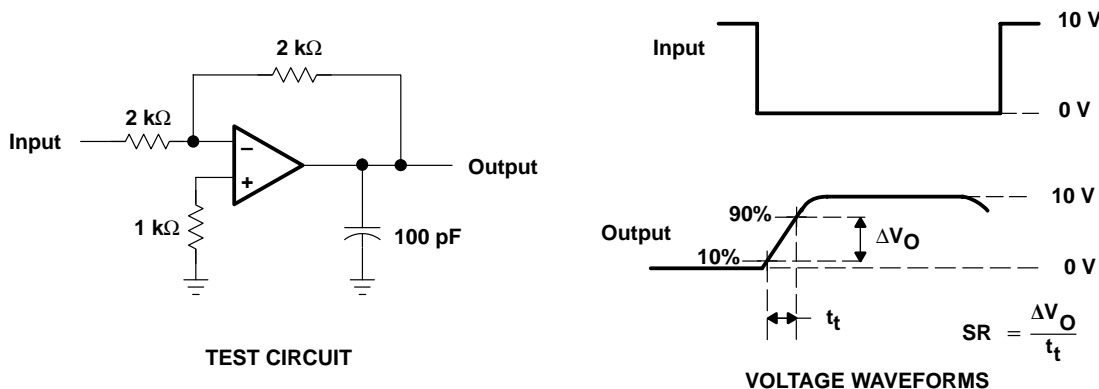 2 kΩ
2 kΩ
Input
−
+
1 kΩ
100 pF
Output
TEST CIRCUIT
Input
10 V
0 V
Output
90%
10%
ΔVO
10 V
0 V
tt
SR = ΔVO
tt
VOLTAGE WAVEFORMS